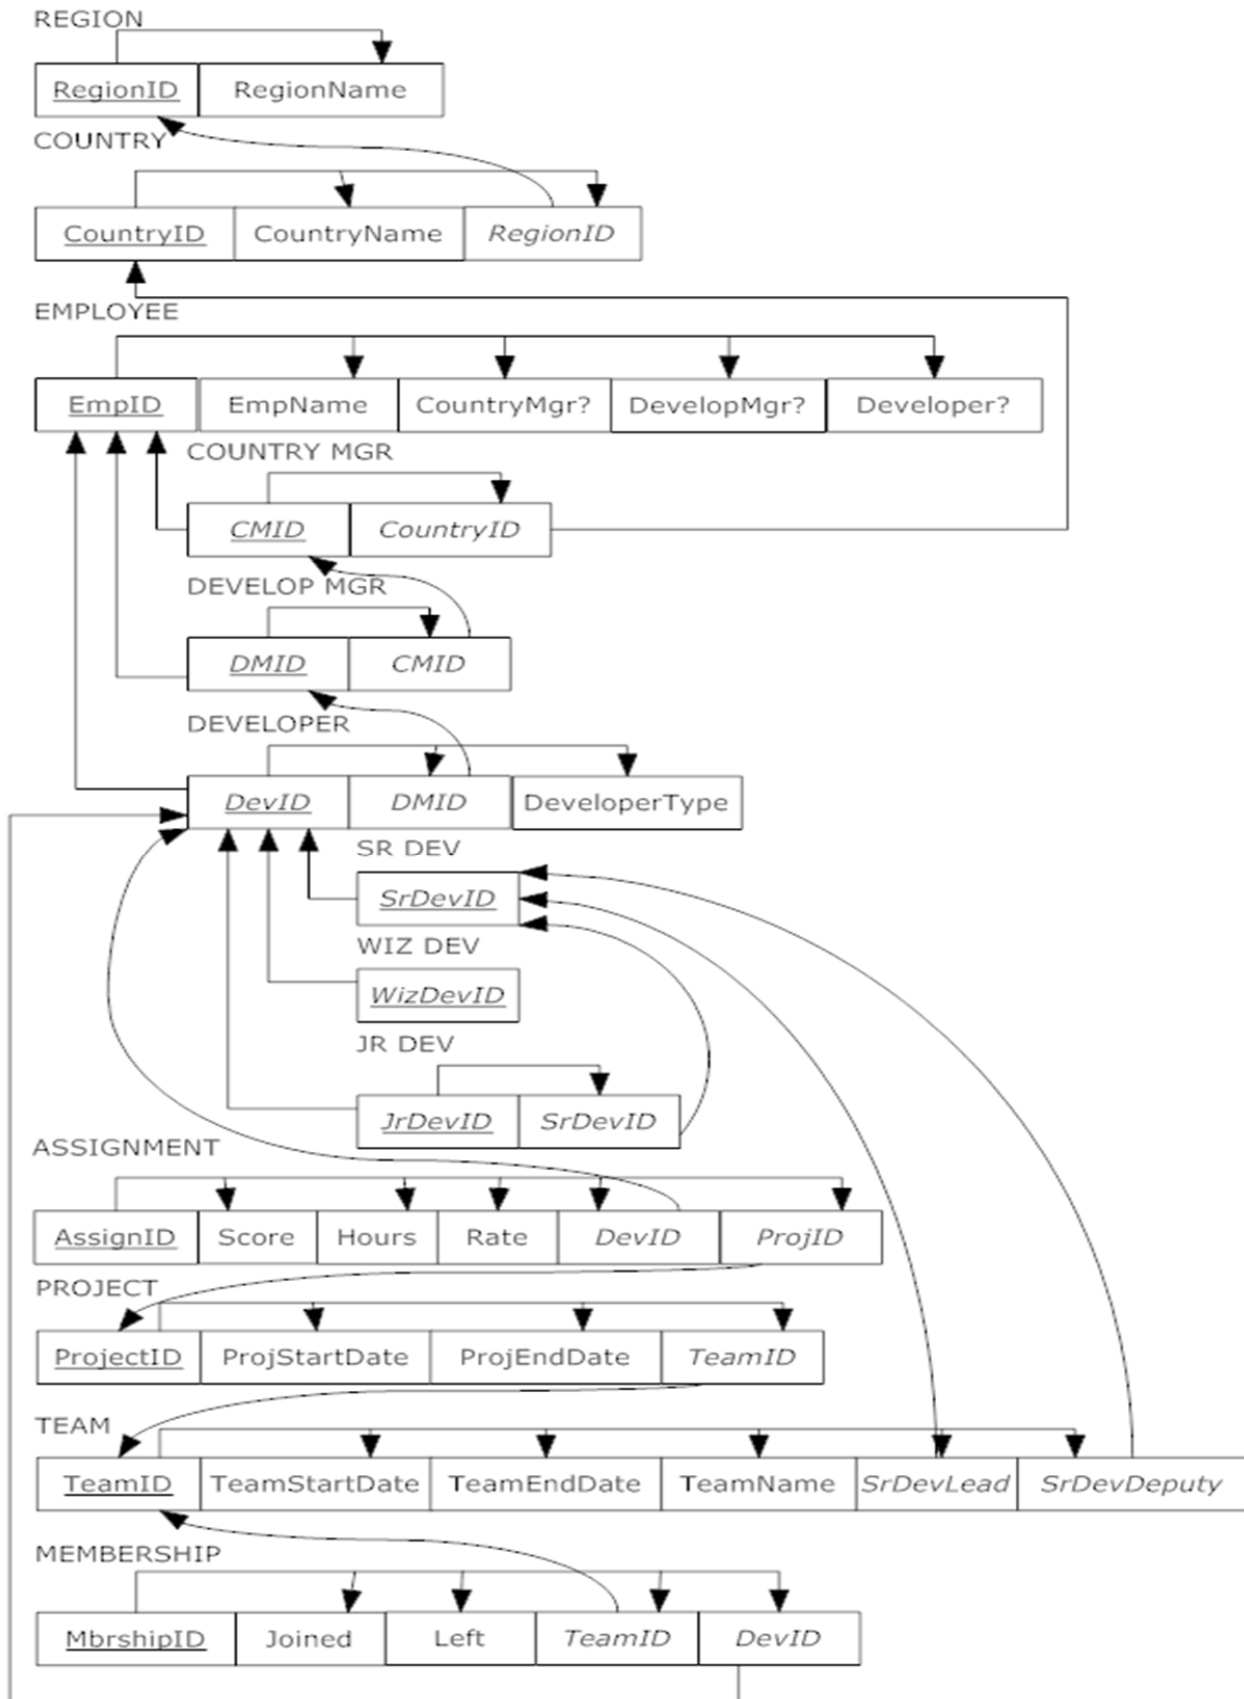 REGION
RegionID RegionName
COUNTRY
CountryID CountryName RegionID
EMPLOYEE
EmpID EmpName CountryMgr? DevelopMgr? Developer?
COUNTRY MGR
CMID CountryID
DEVELOP MGR
DMID CMID
DEVELOPER
DevID DMID DeveloperType
SR DEV
SrDevID
WIZ DEV
WizDevID
JR DEV
JrDevID SrDevID
ASSIGNMENT
AssignID Score Hours Rate DevID ProjID
PROJECT
ProjectID ProjStartDate ProjEndDate TeamID
TEAM
TeamID TeamStartDate TeamEndDate TeamName SrDevLead SrDevDeputy
MEMBERSHIP
MbrshipID Joined Left TeamID DevID